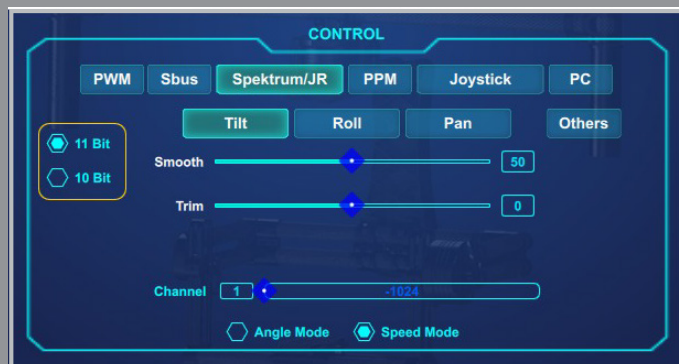 CONTROL
PWM Sbus Spektrum/JR PPM Joystick PC
Tilt Roll Pan Others
11 Bit
10 Bit
Smooth 50
Trim 0
Channel 1 -1024
Angle Mode Speed Mode